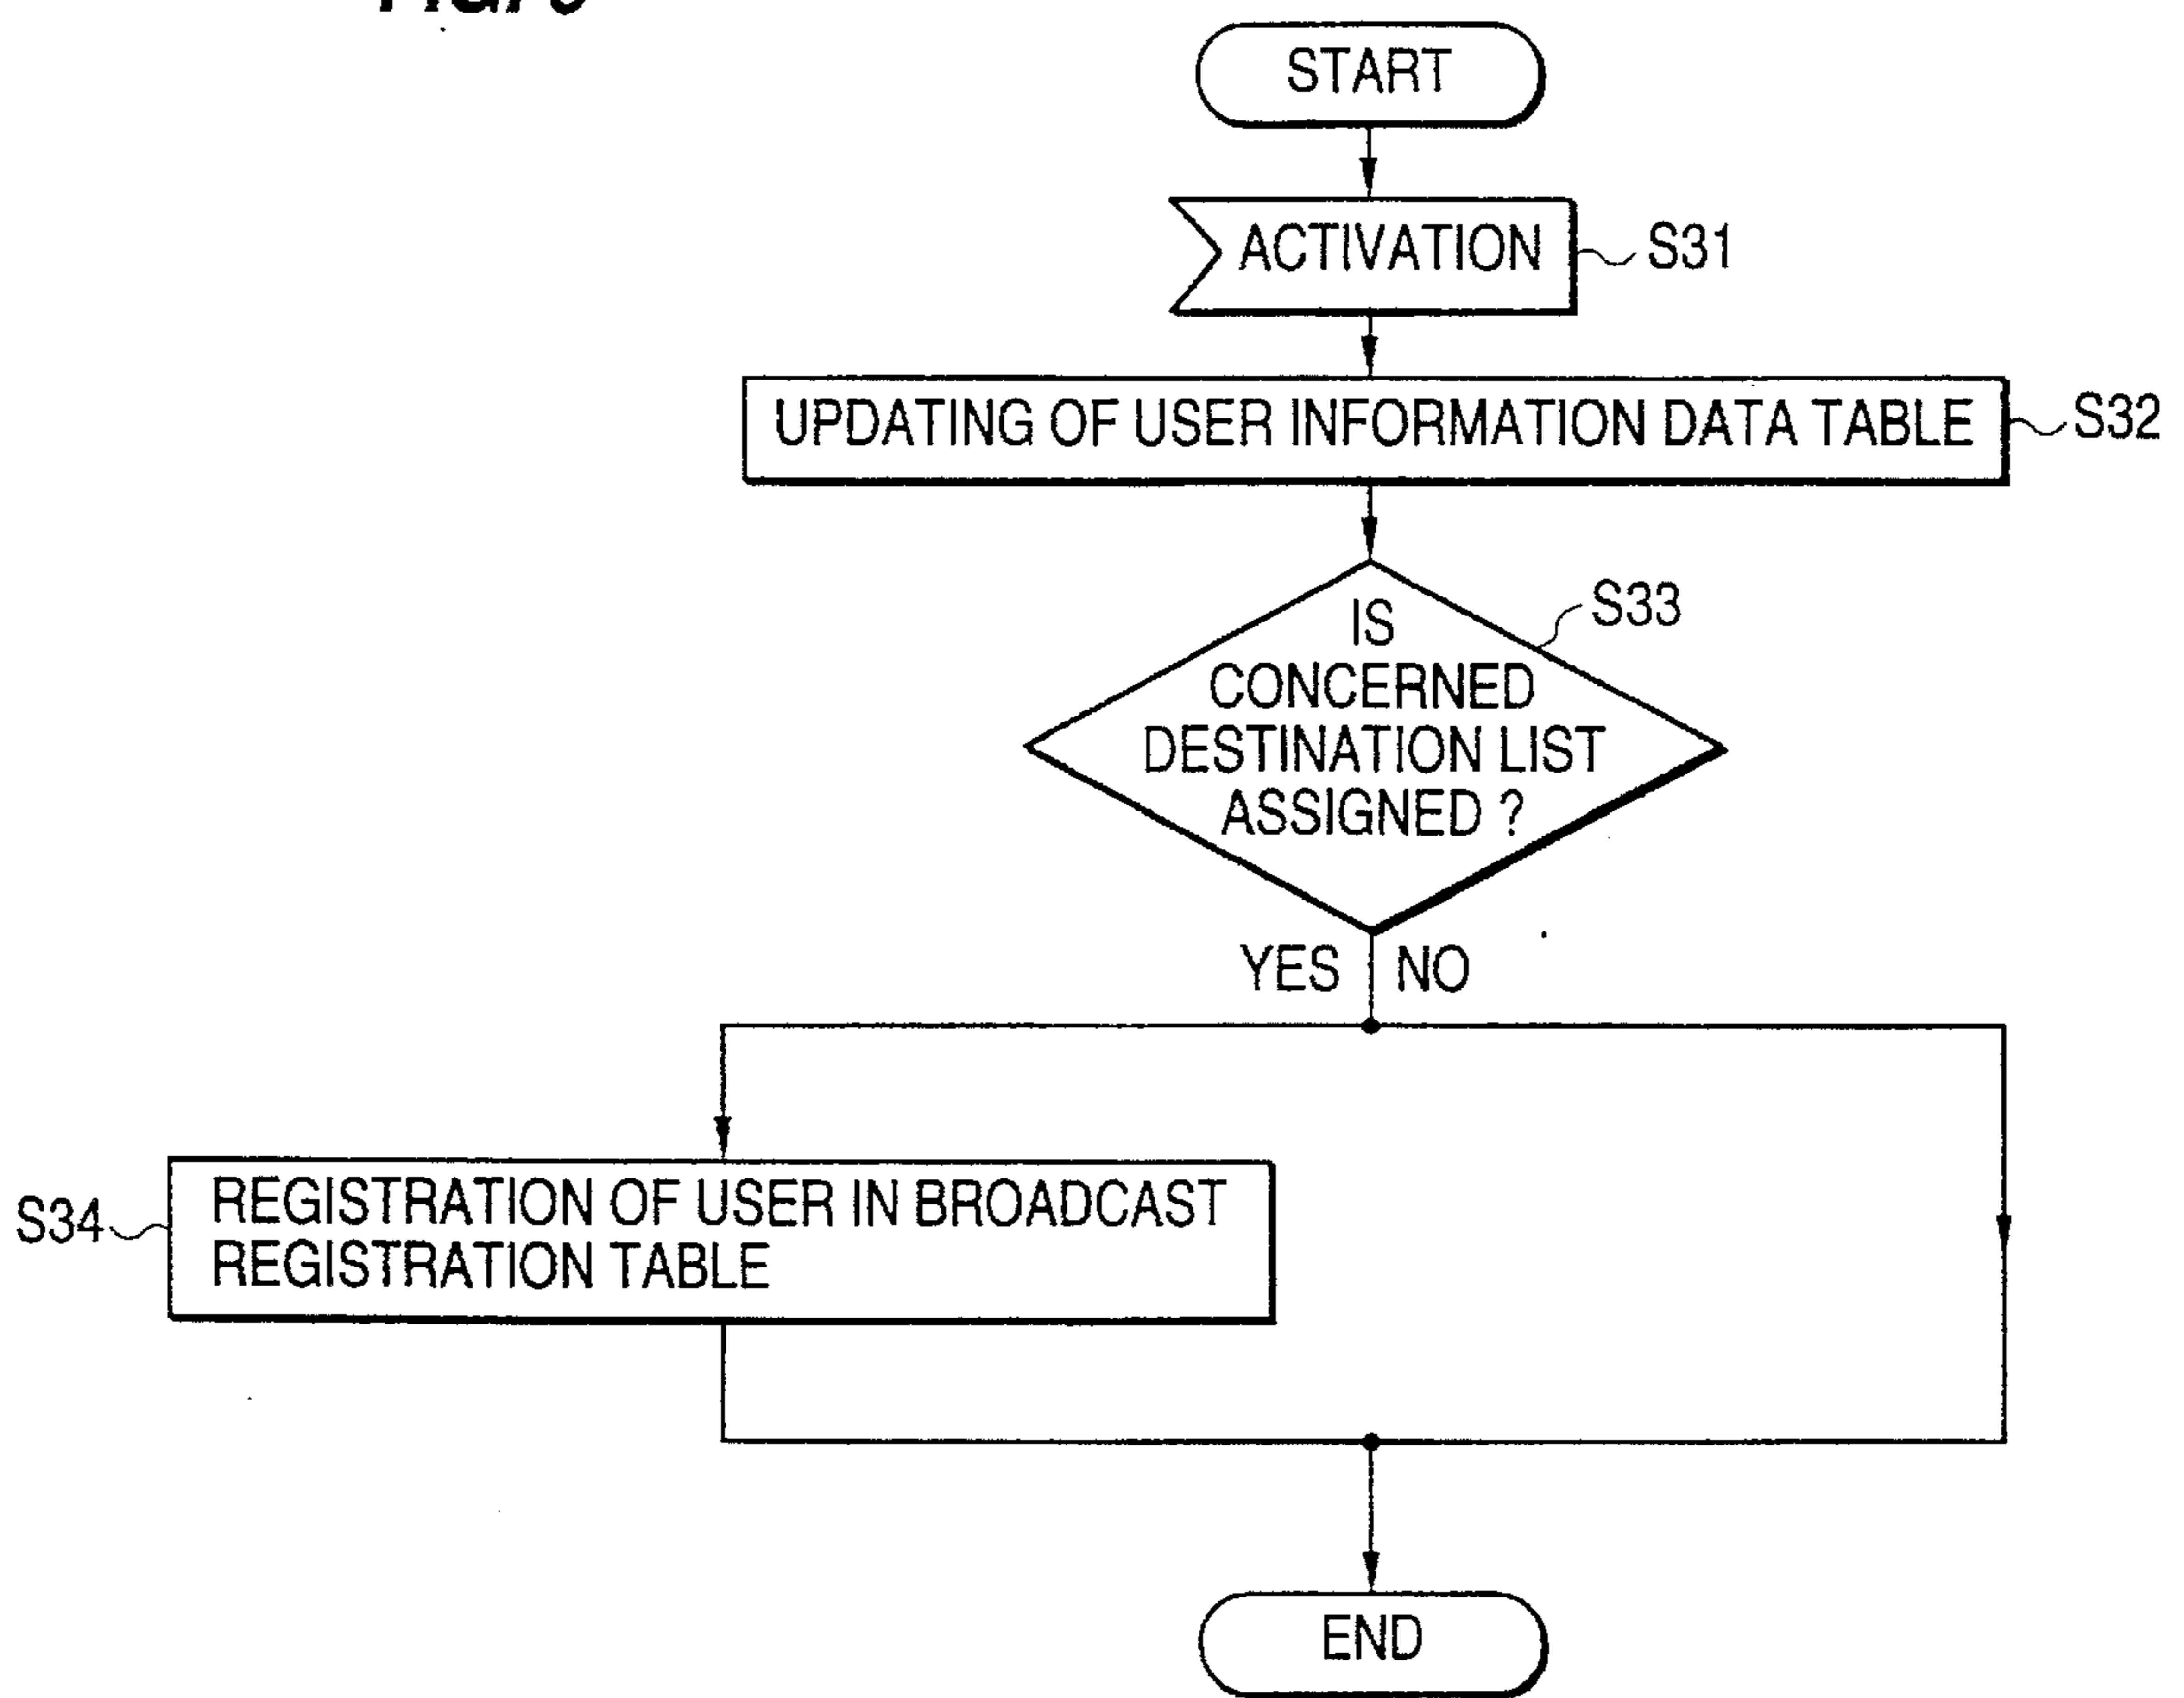 START
ACTIVATION
S31
UPDATING OF USER INFORMATION DATA TABLE
S32
S33
IS
CONCERNED
DESTINATION LIST
ASSIGNED ?
YES
NO
S34
REGISTRATION OF USER IN BROADCAST
REGISTRATION TABLE
END